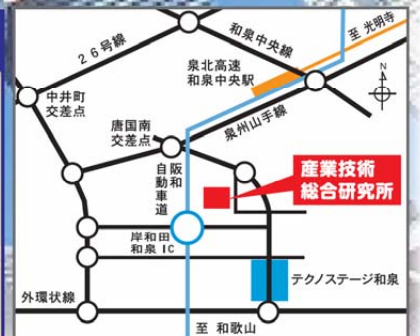 26号線
和泉中央線
至 光明寺
泉北高速
和泉中央駅
N
中井町
交差点
泉州山手線
唐国南
交差点
阪和
自動車道
産業技術
総合研究所
岸和田
和泉IC
テクノステージ和泉
外環状線
至 和歌山